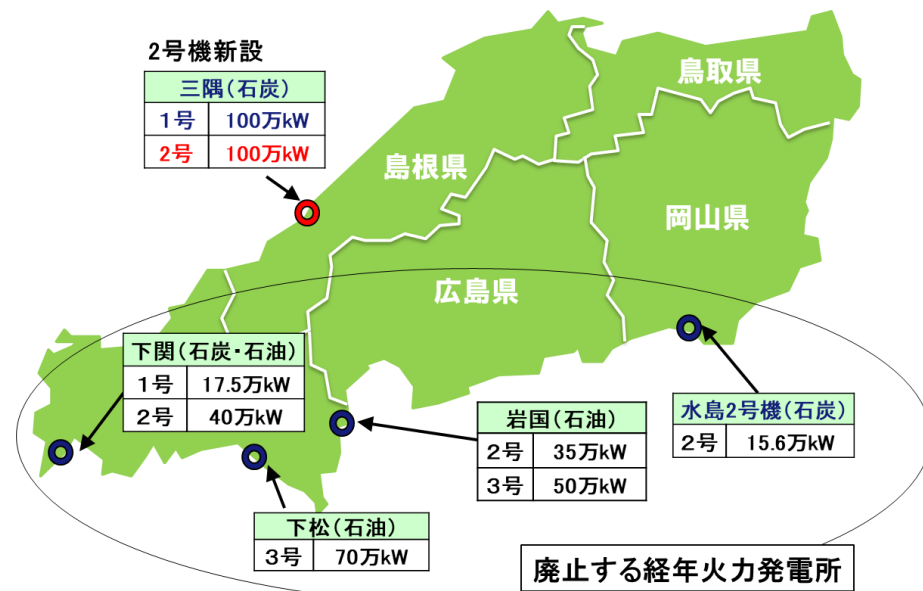 2号機新設
三隅(石炭)
1号 100万kW
2号 100万kW
鳥取県
島根県
岡山県
広島県
下関(石炭・石油)
1号 17.5万kW
2号 40万kW
岩国(石油)
2号 35万kW
3号 50万kW
水島2号機(石炭)
2号 15.6万kW
下松(石油)
3号 70万kW
廃止する経年火力発電所